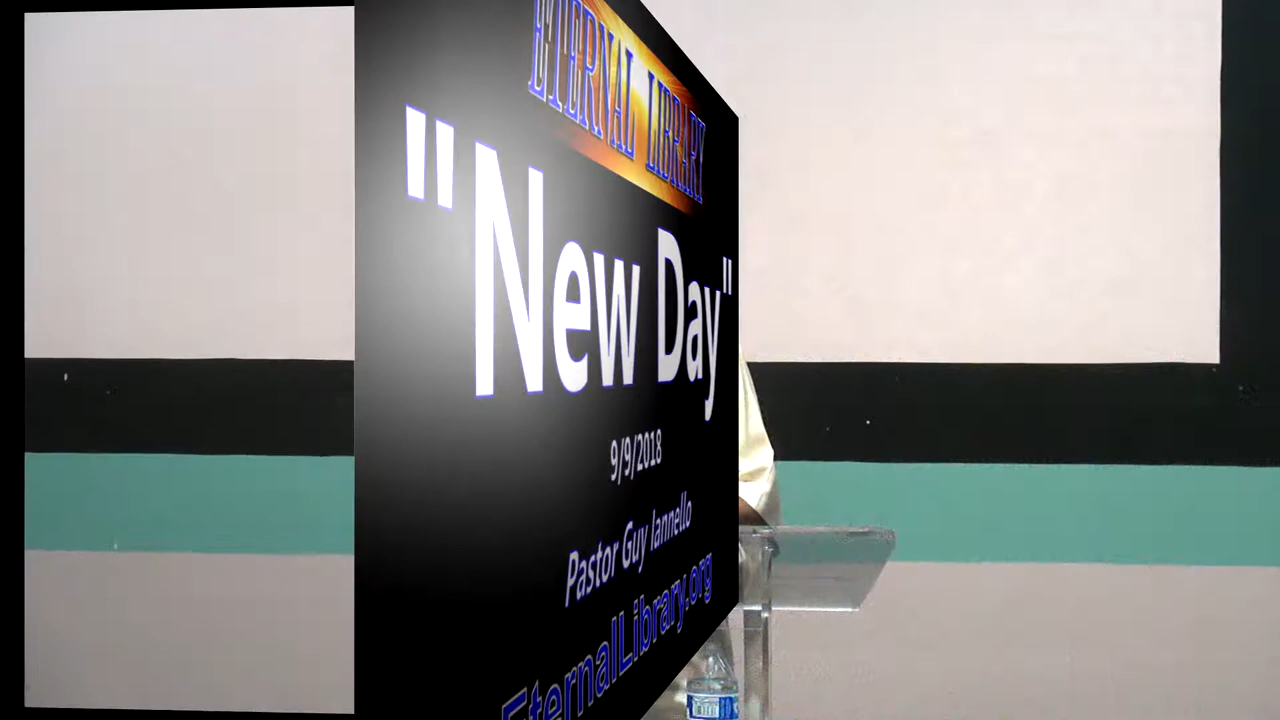 ETERNAL LIBRARY
"New Day"
9/9/2018
Pastor Guy Iannello
EternalLibrary.org